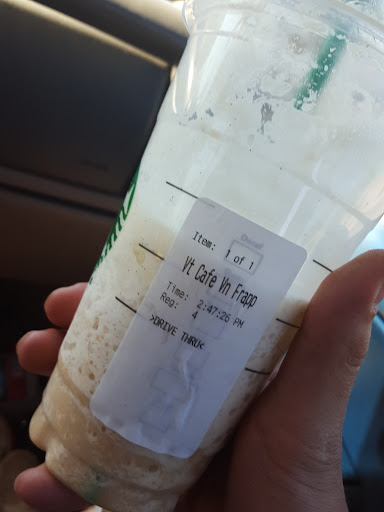 Item: 1 of 1
Vt Cafe Vn Frapp
Time: 2:47:26 PM
Reg: 4
>DRIVE THRU<